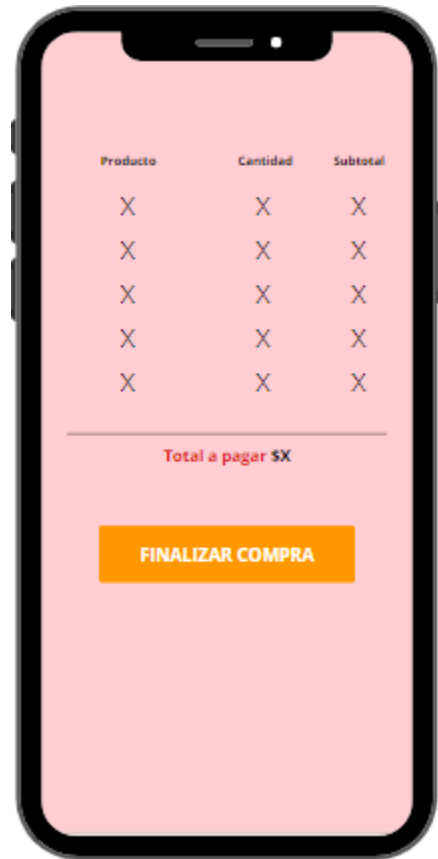 Producto Cantidad Subtotal
X X X
X X X
X X X
X X X
X X X
Total a pagar $X
FINALIZAR COMPRA